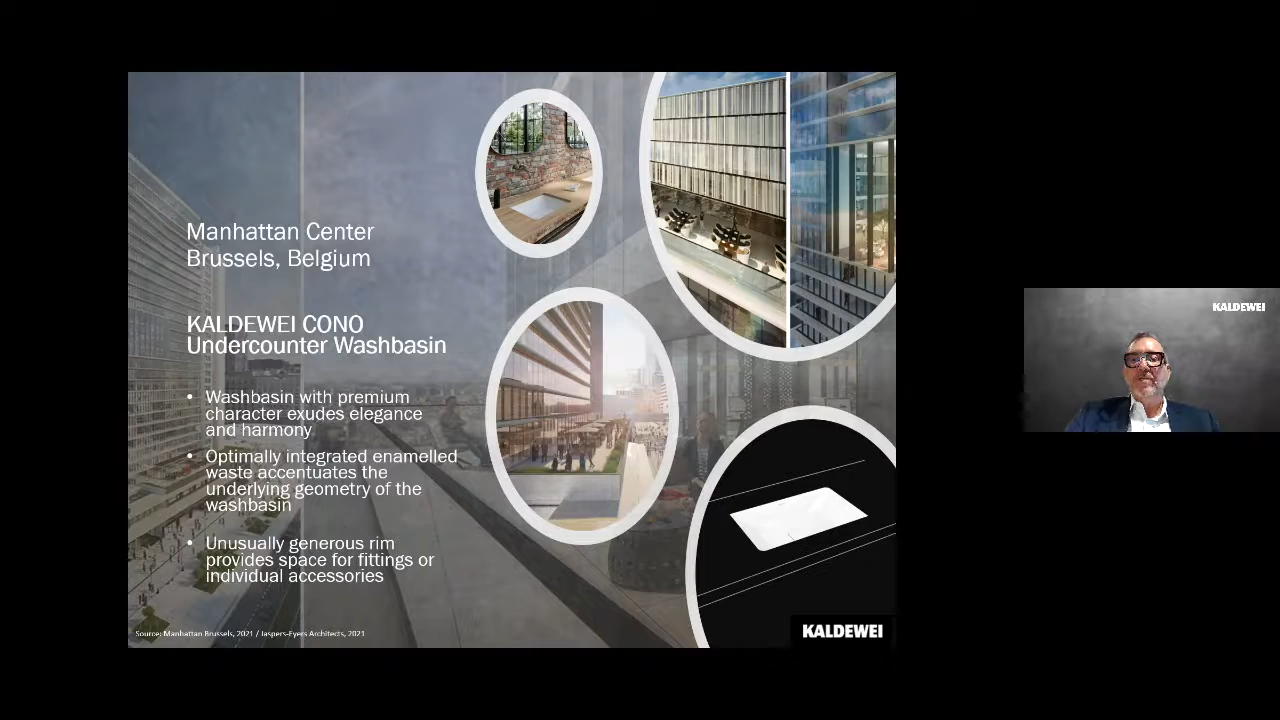 Manhattan Center
Brussels, Belgium
KALDEWEI CONO
Undercounter Washbasin
• Washbasin with premium
character exudes elegance
and harmony
• Optimally integrated enamelled
waste accentuates the
underlying geometry of the
washbasin
• Unusually generous rim
provides space for fittings or
individual accessories
Source: Manhattan Brussels, 2021 / Jaspers-Eyers Architects, 2021
KALDEWEI
KALDEWEI